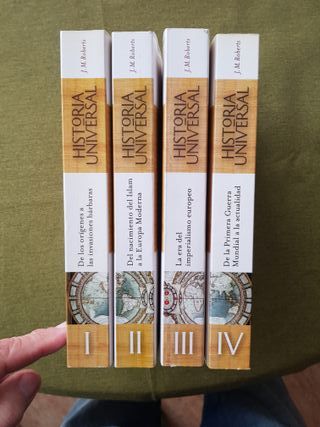 J. M. Roberts
HISTORIA
UNIVERSAL
De los orígenes a
las invasiones bárbaras
I
J. M. Roberts
HISTORIA
UNIVERSAL
Del nacimiento del Islam
a la Europa Moderna
II
J. M. Roberts
HISTORIA
UNIVERSAL
La era del
imperialismo europeo
III
J. M. Roberts
HISTORIA
UNIVERSAL
De la Primera Guerra
Mundial a la actualidad
IV